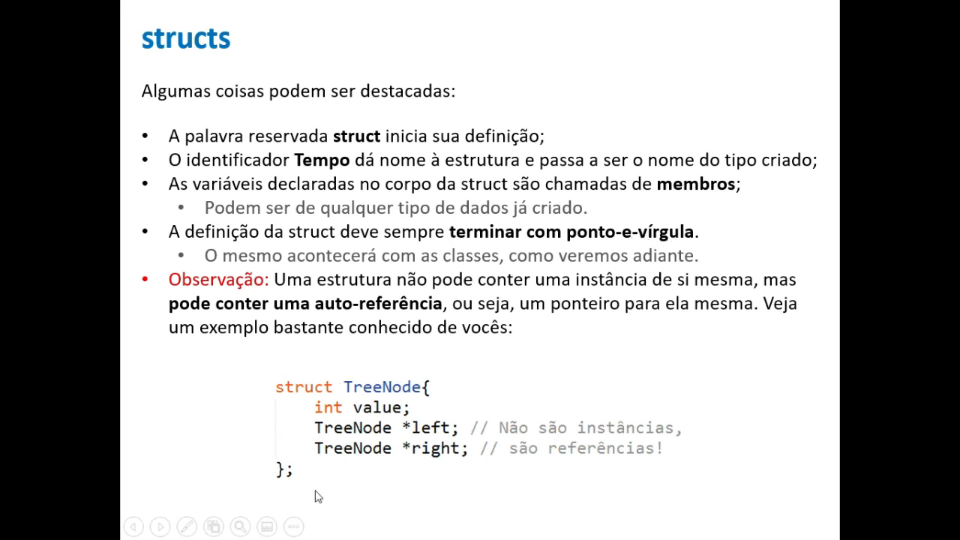 structs
Algumas coisas podem ser destacadas:
• A palavra reservada struct inicia sua definição;
• O identificador Tempo dá nome à estrutura e passa a ser o nome do tipo criado;
• As variáveis declaradas no corpo da struct são chamadas de membros;
• Podem ser de qualquer tipo de dados já criado.
• A definição da struct deve sempre terminar com ponto-e-vírgula.
• O mesmo acontecerá com as classes, como veremos adiante.
• Observação: Uma estrutura não pode conter uma instância de si mesma, mas
pode conter uma auto-referência, ou seja, um ponteiro para ela mesma. Veja
um exemplo bastante conhecido de vocês:
struct TreeNode{
int value;
TreeNode *left; // Não são instâncias,
TreeNode *right; // são referências!
};